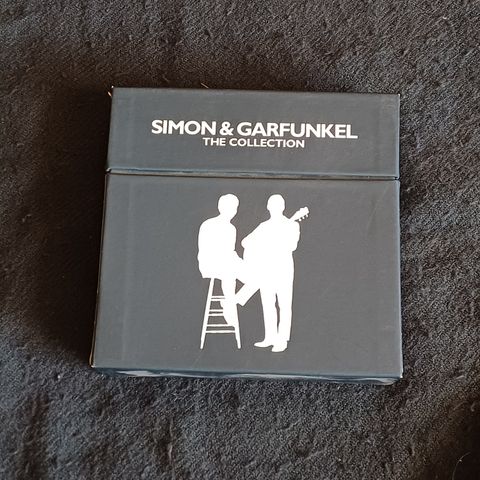 SIMON & GARFUNKEL
THE COLLECTION